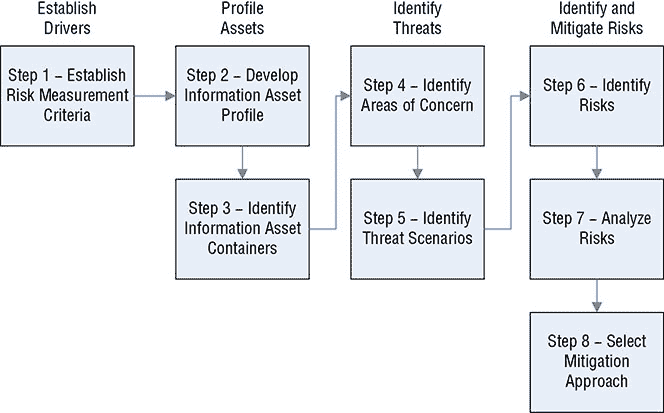 Establish
Drivers
Profile
Assets
Identify
Threats
Identify and
Mitigate Risks
Step 1 – Establish
Risk Measurement
Criteria
Step 2 – Develop
Information Asset
Profile
Step 3 – Identify
Information Asset
Containers
Step 4 – Identify
Areas of Concern
Step 5 – Identify
Threat Scenarios
Step 6 – Identify
Risks
Step 7 – Analyze
Risks
Step 8 – Select
Mitigation
Approach